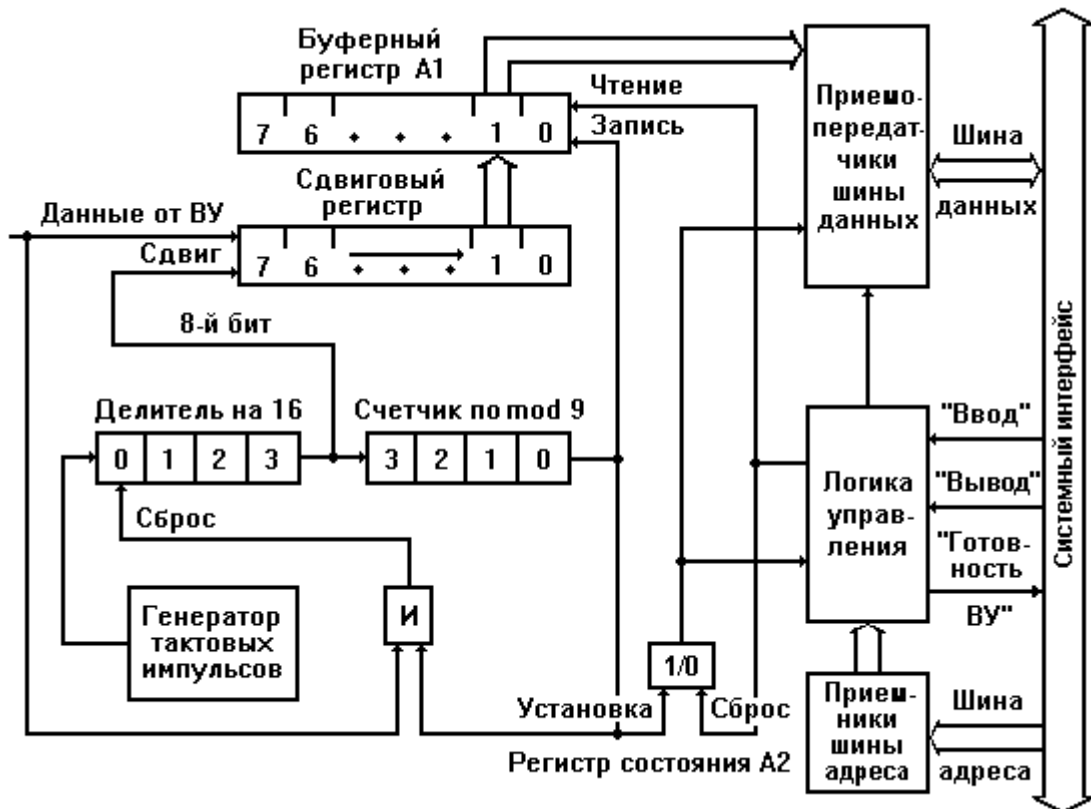 Буферный
регистр А1
7 6 • • • 1 0
Чтение
Запись
Приемо-
передат-
чики
шины
данных
Шина
данных
Сдвиговый
регистр
Данные от ВУ
Сдвиг
7 6 • • • 1 0
8-й бит
Делитель на 16
0 1 2 3
Счетчик по mod 9
3 2 1 0
Сброс
Генератор
тактовых
импульсов
И
Установка
1/0
Сброс
Регистр состояния А2
Логика
управ-
ления
"Ввод"
"Вывод"
"Готов-
ность
ВУ"
Прием-
ники
шины
адреса
Шина
адреса
Системный интерфейс